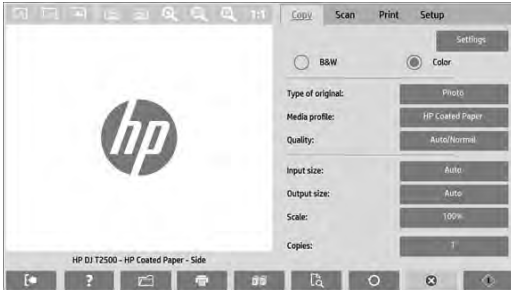 1:1
Copy Scan Print Setup
Settings
B&W Color
Type of original: Photo
Media profile: HP Coated Paper
Quality: Auto/Normal
Input size: Auto
Output size: Auto
Scale: 100%
Copies: 1
hp
HP DJ T2500 - HP Coated Paper - Side
?